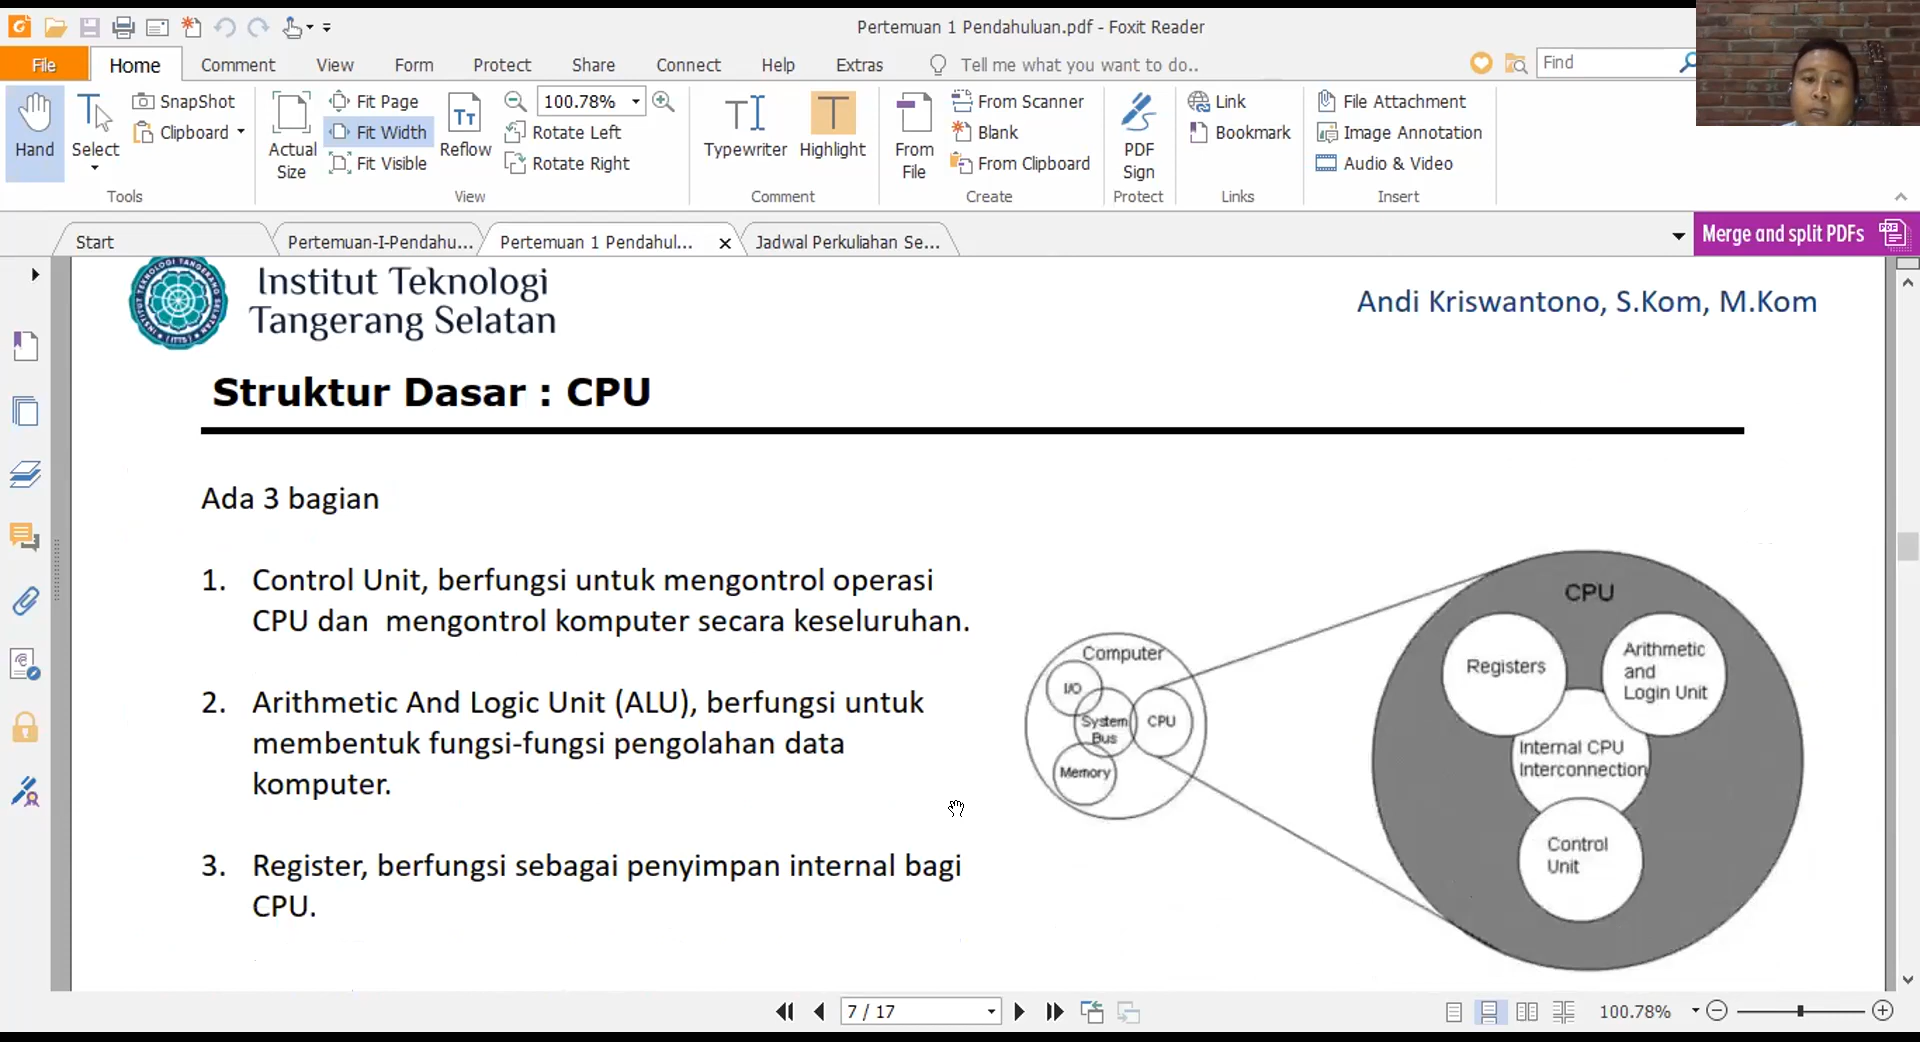 Pertemuan 1 Pendahuluan.pdf - Foxit Reader
File Home Comment View Form Protect Share Connect Help Extras Tell me what you want to do.. Find
Hand
Select
SnapShot
Clipboard
Tools
Actual
Size
Fit Page
Fit Width
Fit Visible
Reflow
100.78%
Rotate Left
Rotate Right
View
Typewriter
Highlight
Comment
From
File
From Scanner
Blank
From Clipboard
Create
PDF
Sign
Protect
Link
Bookmark
Links
File Attachment
Image Annotation
Audio & Video
Insert
Start
Pertemuan-I-Pendahu...
Pertemuan 1 Pendahul...
Jadwal Perkuliahan Se...
Merge and split PDFs
PDF
INSTITUT TEKNOLOGI TANGERANG SELATAN
(ITTS)
Institut Teknologi
Tangerang Selatan
Andi Kriswantono, S.Kom, M.Kom
Struktur Dasar : CPU
Ada 3 bagian
1. Control Unit, berfungsi untuk mengontrol operasi
CPU dan mengontrol komputer secara keseluruhan.
2. Arithmetic And Logic Unit (ALU), berfungsi untuk
membentuk fungsi-fungsi pengolahan data
komputer.
3. Register, berfungsi sebagai penyimpan internal bagi
CPU.
Computer
I/O
System
Bus
CPU
Memory
CPU
Registers
Arithmetic
and
Login Unit
Internal CPU
Interconnection
Control
Unit
7 / 17
100.78%